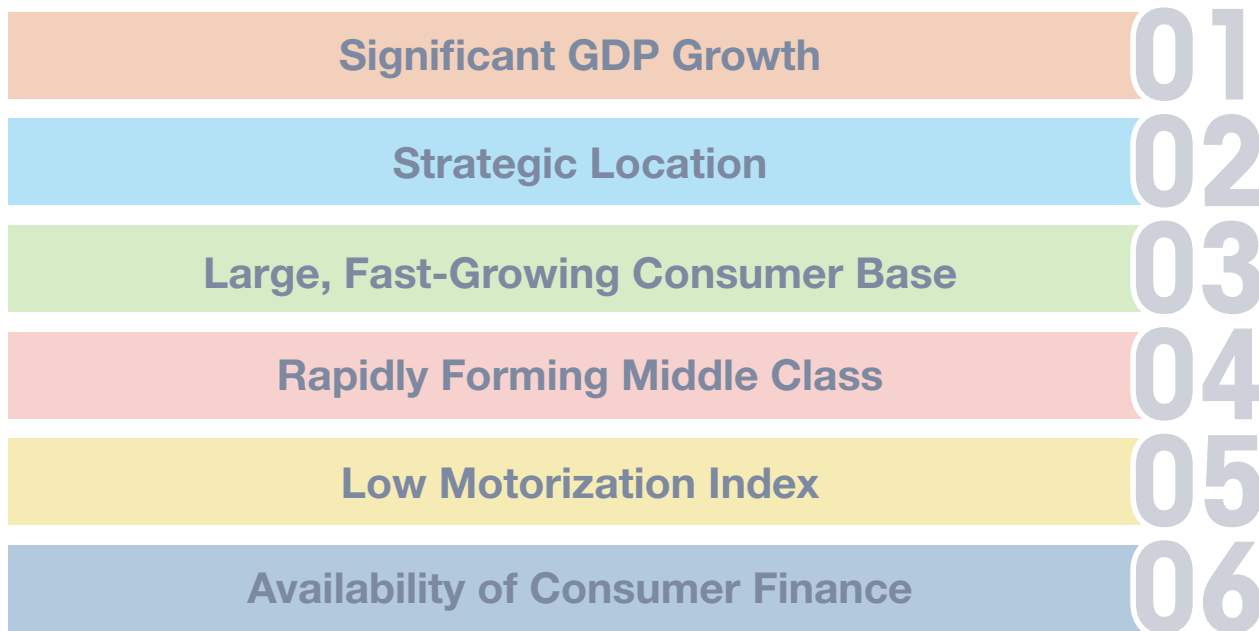 Significant GDP Growth 01
Strategic Location 02
Large, Fast-Growing Consumer Base 03
Rapidly Forming Middle Class 04
Low Motorization Index 05
Availability of Consumer Finance 06